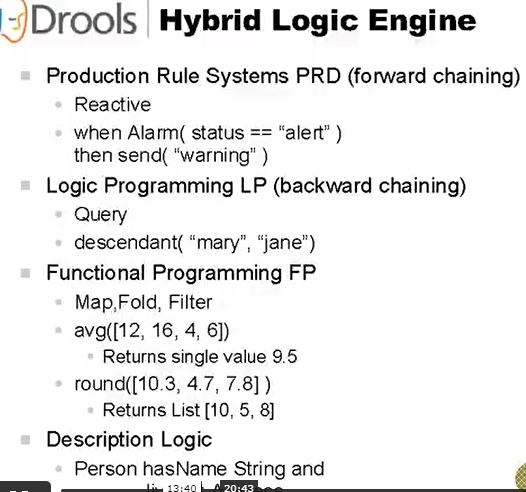 Drools Hybrid Logic Engine
Production Rule Systems PRD (forward chaining)
Reactive
when Alarm( status == “alert” )
then send( “warning” )
Logic Programming LP (backward chaining)
Query
descendant( “mary”, “jane”)
Functional Programming FP
Map,Fold, Filter
avg([12, 16, 4, 6])
Returns single value 9.5
round([10.3, 4.7, 7.8] )
Returns List [10, 5, 8]
Description Logic
Person hasName String and
13:40 20:43